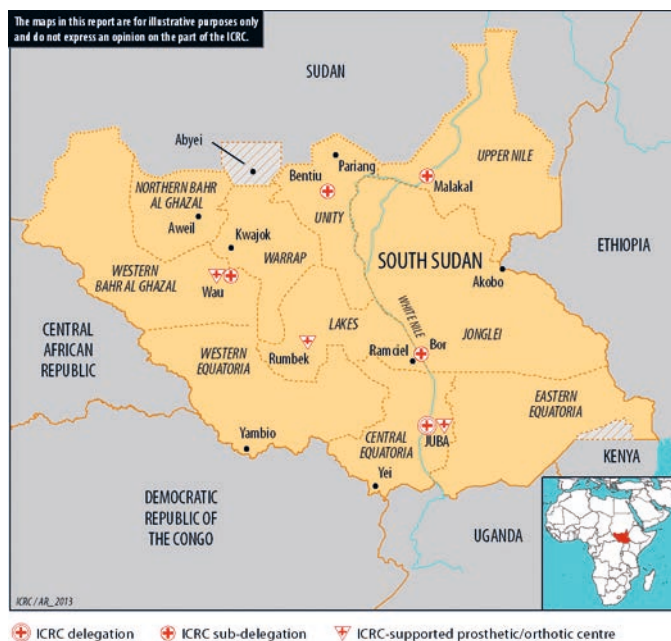 The maps in this report are for illustrative purposes only
and do not express an opinion on the part of the ICRC.
SUDAN
Abyei
Pariang
Bentiu
UPPER NILE
Malakal
NORTHERN BAHR
AL GHAZAL
UNITY
Aweil
Kwajok
WARRAP
SOUTH SUDAN
ETHIOPIA
WESTERN
BAHR AL GHAZAL
Wau
Akobo
CENTRAL
AFRICAN
REPUBLIC
WHITE NILE
LAKES
JONGLEI
WESTERN
EQUATORIA
Rumbek
Ramciel
Bor
EASTERN
EQUATORIA
Yambio
CENTRAL
EQUATORIA
JUBA
KENYA
Yei
DEMOCRATIC
REPUBLIC OF
THE CONGO
UGANDA
ICRC / AR_2013
ICRC delegation
ICRC sub-delegation
ICRC-supported prosthetic/orthotic centre